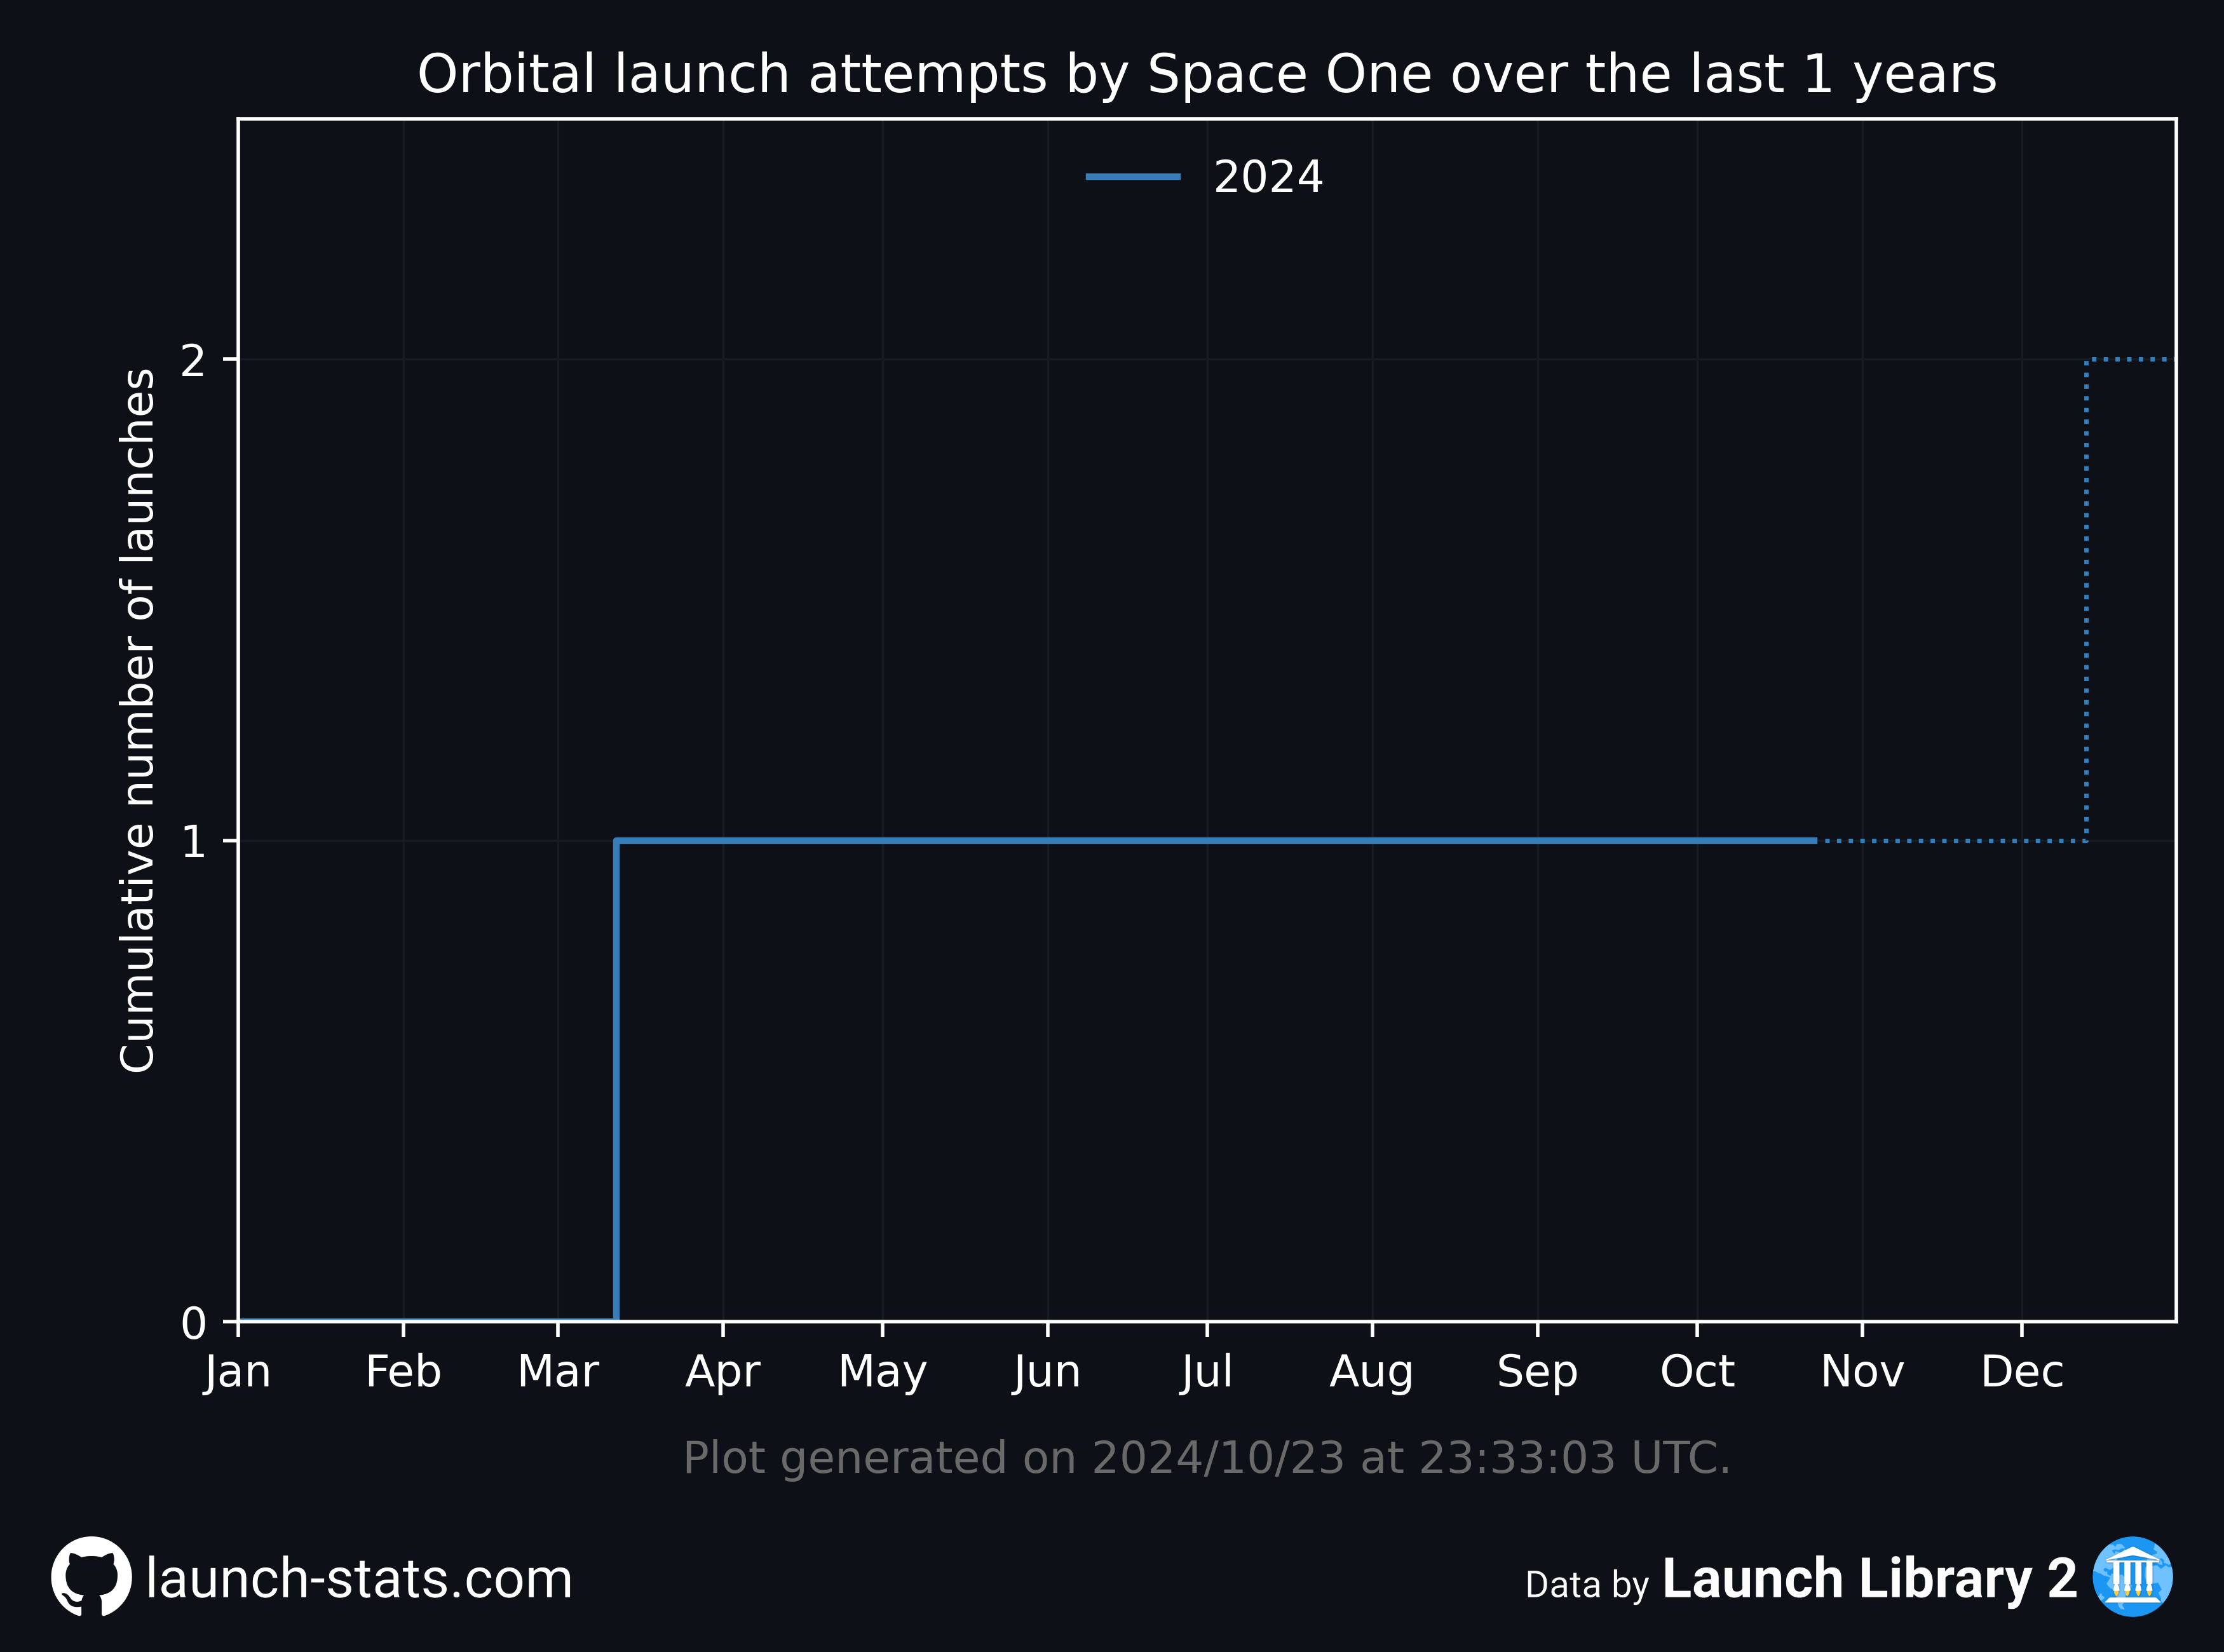 Orbital launch attempts by Space One over the last 1 years
2024
Cumulative number of launches
2
1
0
Jan Feb Mar Apr May Jun Jul Aug Sep Oct Nov Dec
Plot generated on 2024/10/23 at 23:33:03 UTC.
launch-stats.com
Data by Launch Library 2